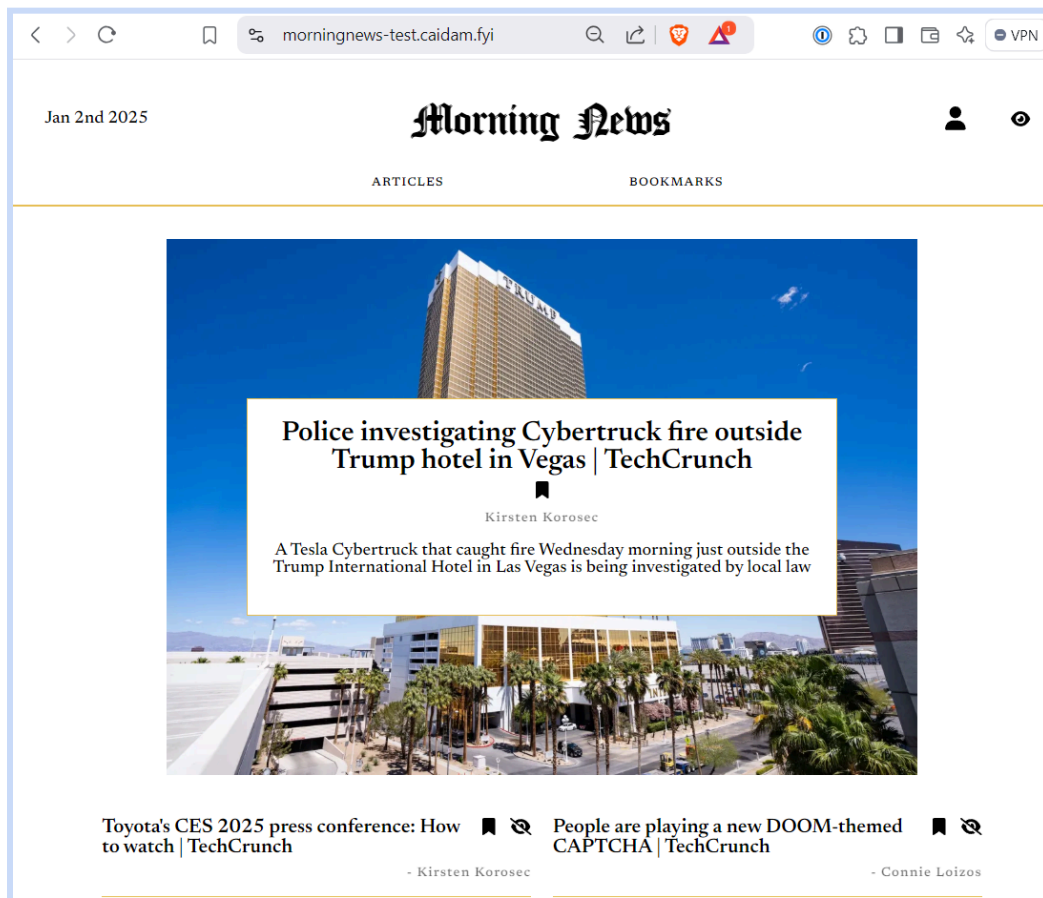 morningnews-test.caidam.fyi
1
VPN
Jan 2nd 2025
Morning News
ARTICLES
BOOKMARKS
TRUMP
Police investigating Cybertruck fire outside
Trump hotel in Vegas | TechCrunch
Kirsten Korosec
A Tesla Cybertruck that caught fire Wednesday morning just outside the
Trump International Hotel in Las Vegas is being investigated by local law
Toyota's CES 2025 press conference: How
to watch | TechCrunch
- Kirsten Korosec
People are playing a new DOOM-themed
CAPTCHA | TechCrunch
- Connie Loizos